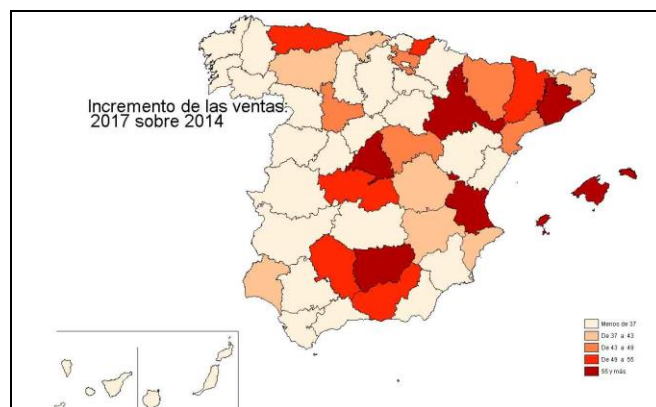 Incremento de las ventas.
2017 sobre 2014
Menos de 37
De 37 a 43
De 43 a 49
De 49 a 55
55 y más